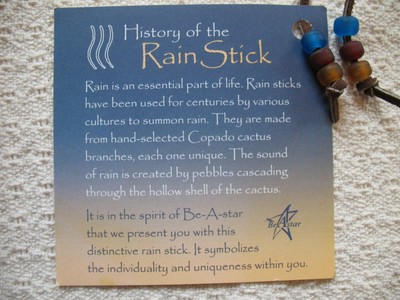 History of the
Rain Stick
Rain is an essential part of life. Rain sticks
have been used for centuries by various
cultures to summon rain. They are made
from hand-selected Copado cactus
branches, each one unique. The sound
of rain is created by pebbles cascading
through the hollow shell of the cactus.
It is in the spirit of Be-A-star
that we present you with this
distinctive rain stick. It symbolizes
the individuality and uniqueness within you.
Be A star